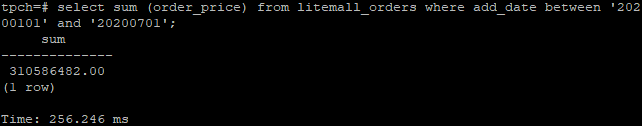 tpch=# select sum (order_price) from litemall_orders where add_date between '202
00101' and '20200701';
sum
--------------
310586482.00
(1 row)
Time: 256.246 ms